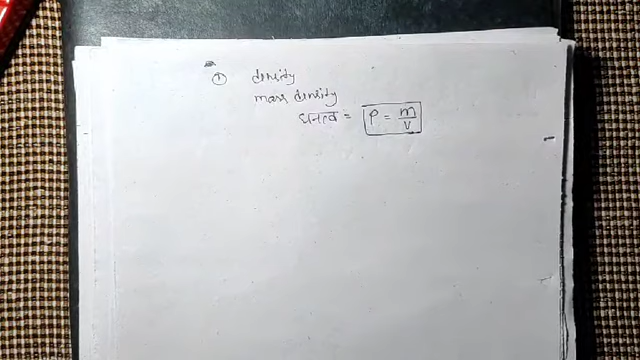 ① density
mass density
घनत्व = ρ = m/v